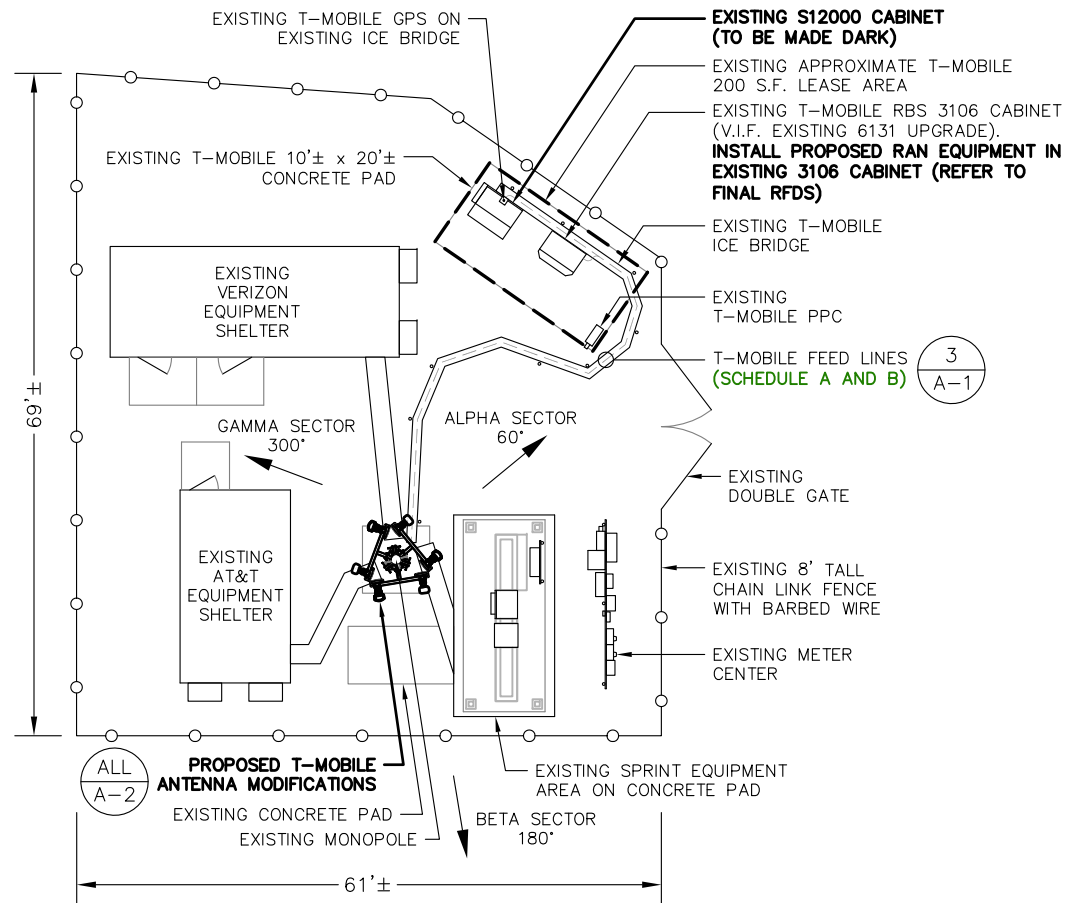 EXISTING T-MOBILE GPS ON
EXISTING ICE BRIDGE
EXISTING S12000 CABINET
(TO BE MADE DARK)
EXISTING APPROXIMATE T-MOBILE
200 S.F. LEASE AREA
EXISTING T-MOBILE RBS 3106 CABINET
(V.I.F. EXISTING 6131 UPGRADE).
INSTALL PROPOSED RAN EQUIPMENT IN
EXISTING 3106 CABINET (REFER TO
FINAL RFDS)
EXISTING T-MOBILE 10'± x 20'±
CONCRETE PAD
EXISTING T-MOBILE
ICE BRIDGE
EXISTING
VERIZON
EQUIPMENT
SHELTER
EXISTING
T-MOBILE PPC
T-MOBILE FEED LINES
(SCHEDULE A AND B)
3
A-1
69'±
GAMMA SECTOR
300°
ALPHA SECTOR
60°
EXISTING
DOUBLE GATE
EXISTING
AT&T
EQUIPMENT
SHELTER
EXISTING 8' TALL
CHAIN LINK FENCE
WITH BARBED WIRE
EXISTING METER
CENTER
ALL
A-2
PROPOSED T-MOBILE
ANTENNA MODIFICATIONS
EXISTING SPRINT EQUIPMENT
AREA ON CONCRETE PAD
EXISTING CONCRETE PAD
EXISTING MONOPOLE
BETA SECTOR
180°
61'±